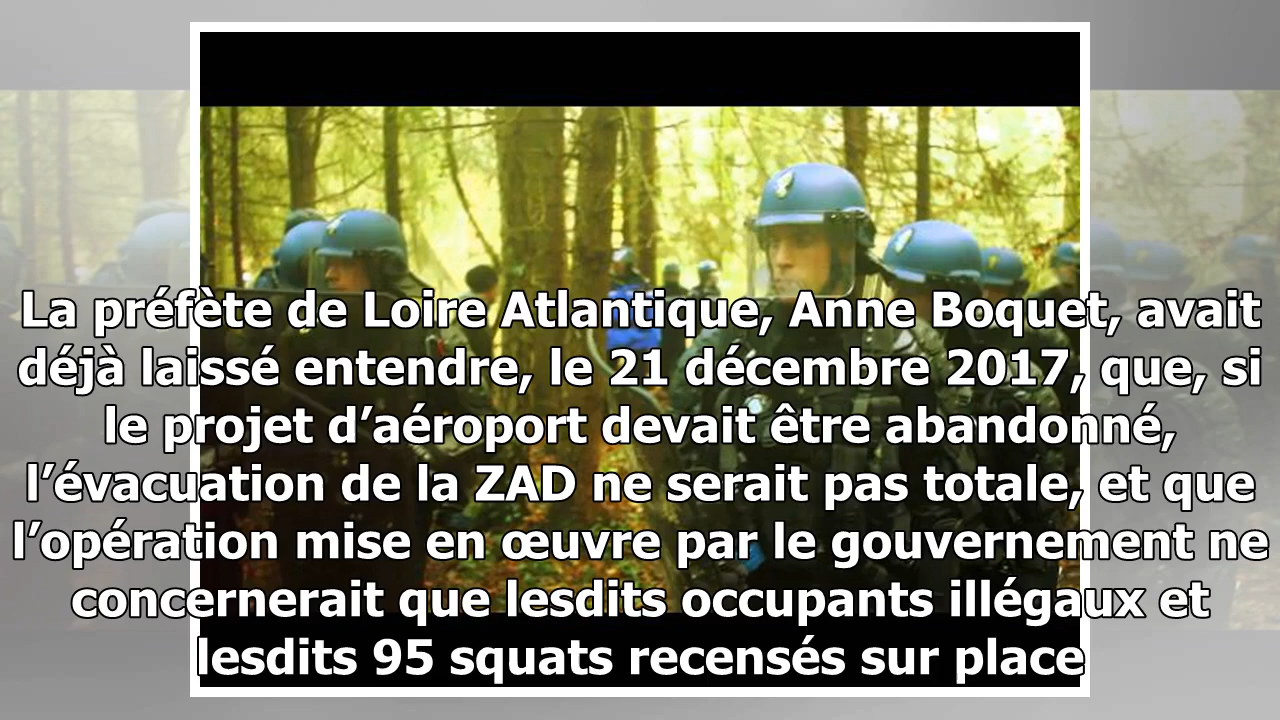 La préfète de Loire Atlantique, Anne Boquet, avait
déjà laissé entendre, le 21 décembre 2017, que, si
le projet d’aéroport devait être abandonné,
l’évacuation de la ZAD ne serait pas totale, et que
l’opération mise en œuvre par le gouvernement ne
concernerait que lesdits occupants illégaux et
lesdits 95 squats recensés sur place